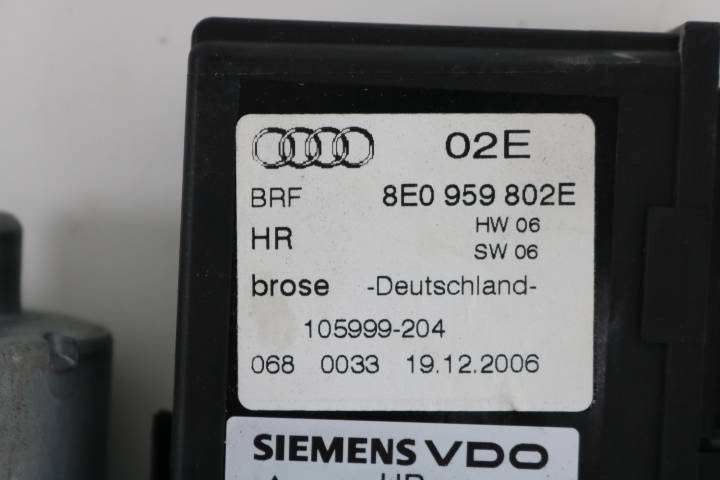 02E
BRF 8E0 959 802E
HR HW 06
SW 06
brose -Deutschland-
105999-204
068 0033 19.12.2006
SIEMENS VDO
HR